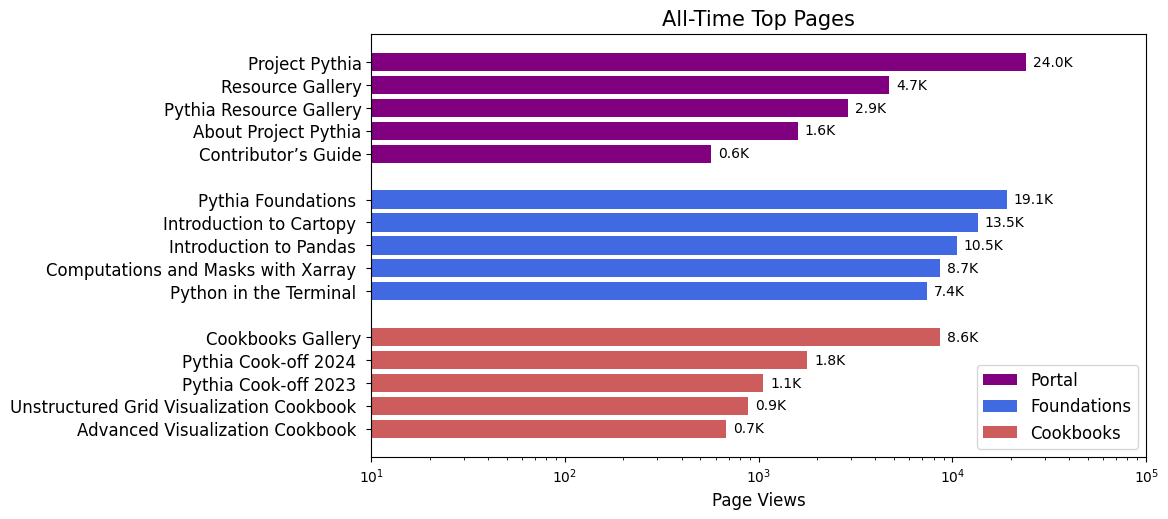 All-Time Top Pages
Project Pythia 24.0K
Resource Gallery 4.7K
Pythia Resource Gallery 2.9K
About Project Pythia 1.6K
Contributor’s Guide 0.6K
Pythia Foundations 19.1K
Introduction to Cartopy 13.5K
Introduction to Pandas 10.5K
Computations and Masks with Xarray 8.7K
Python in the Terminal 7.4K
Cookbooks Gallery 8.6K
Pythia Cook-off 2024 1.8K
Pythia Cook-off 2023 1.1K
Unstructured Grid Visualization Cookbook 0.9K
Advanced Visualization Cookbook 0.7K
Portal
Foundations
Cookbooks
10¹ 10² 10³ 10⁴ 10⁵
Page Views